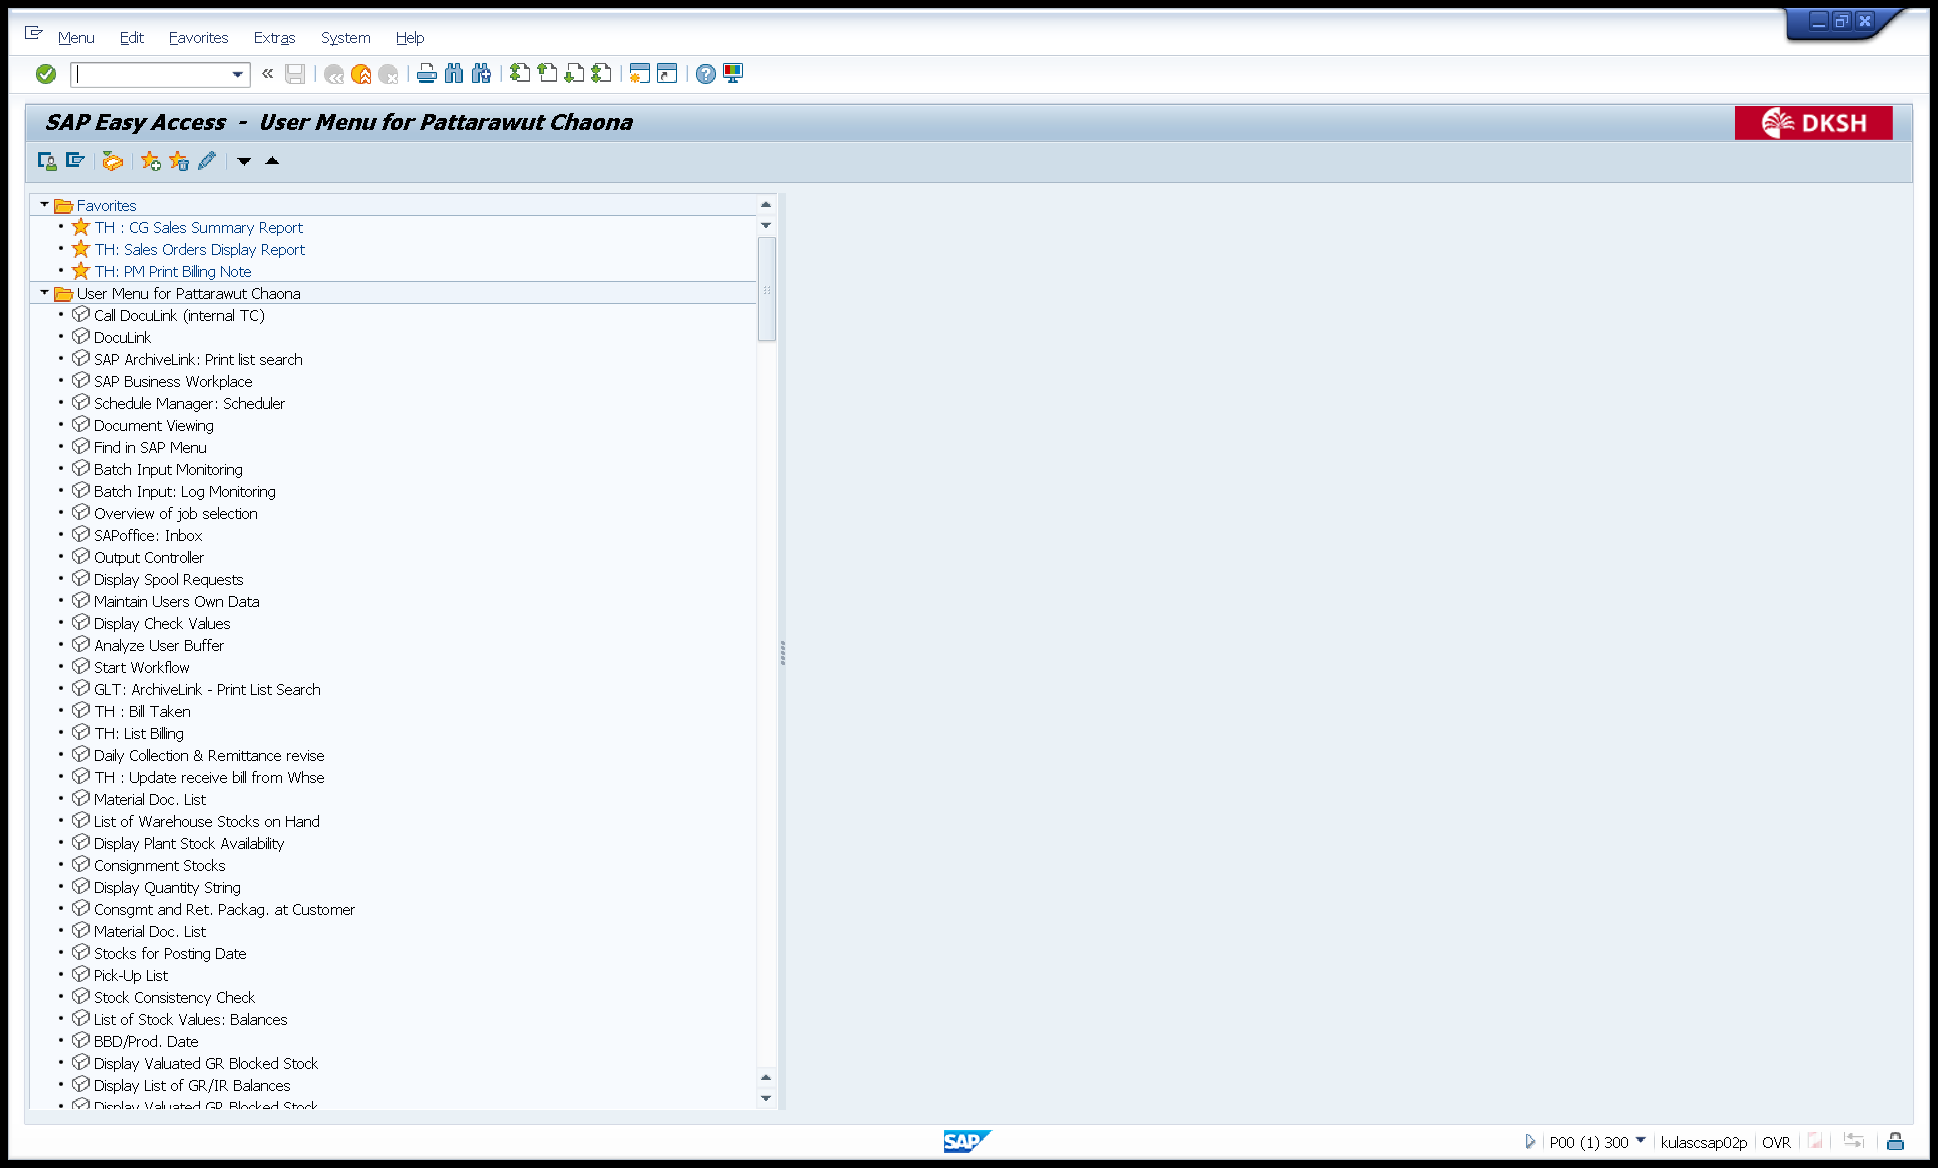 Menu Edit Favorites Extras System Help
SAP Easy Access - User Menu for Pattarawut Chaona
DKSH
Favorites
TH : CG Sales Summary Report
TH: Sales Orders Display Report
TH: PM Print Billing Note
User Menu for Pattarawut Chaona
Call DocuLink (internal TC)
DocuLink
SAP ArchiveLink: Print list search
SAP Business Workplace
Schedule Manager: Scheduler
Document Viewing
Find in SAP Menu
Batch Input Monitoring
Batch Input: Log Monitoring
Overview of job selection
SAPoffice: Inbox
Output Controller
Display Spool Requests
Maintain Users Own Data
Display Check Values
Analyze User Buffer
Start Workflow
GLT: ArchiveLink - Print List Search
TH : Bill Taken
TH: List Billing
Daily Collection & Remittance revise
TH : Update receive bill from Whse
Material Doc. List
List of Warehouse Stocks on Hand
Display Plant Stock Availability
Consignment Stocks
Display Quantity String
Consgmt and Ret. Packag. at Customer
Material Doc. List
Stocks for Posting Date
Pick-Up List
Stock Consistency Check
List of Stock Values: Balances
BBD/Prod. Date
Display Valuated GR Blocked Stock
Display List of GR/IR Balances
Display Valuated GR Blocked Stock
SAP
P00 (1) 300 kulascsap02p OVR